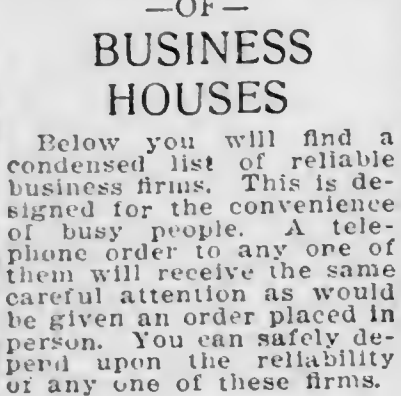 —OF—
BUSINESS
HOUSES
Below you will find a
condensed list of reliable
business firms. This is de-
signed for the convenience
of busy people. A tele-
phone order to any one of
them will receive the same
careful attention as would
be given an order placed in
person. You can safely de-
pend upon the reliability
of any one of these firms.